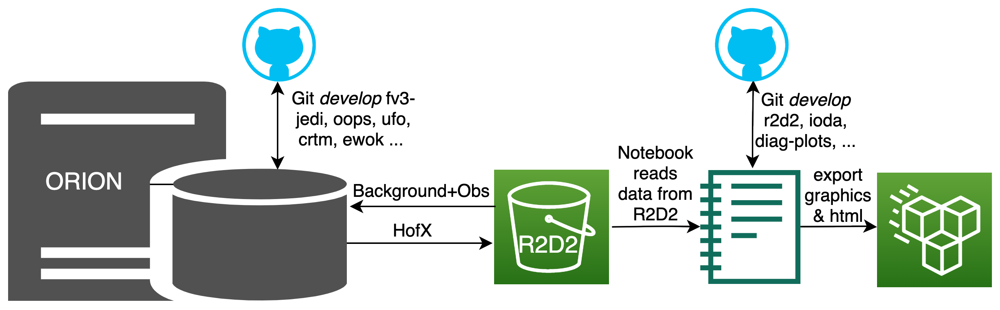 Git develop fv3-
jedi, oops, ufo,
crtm, ewok ...
ORION
Background+Obs
HofX
R2D2
Notebook
reads
data from
R2D2
Git develop
r2d2, ioda,
diag-plots, ...
export
graphics
& html